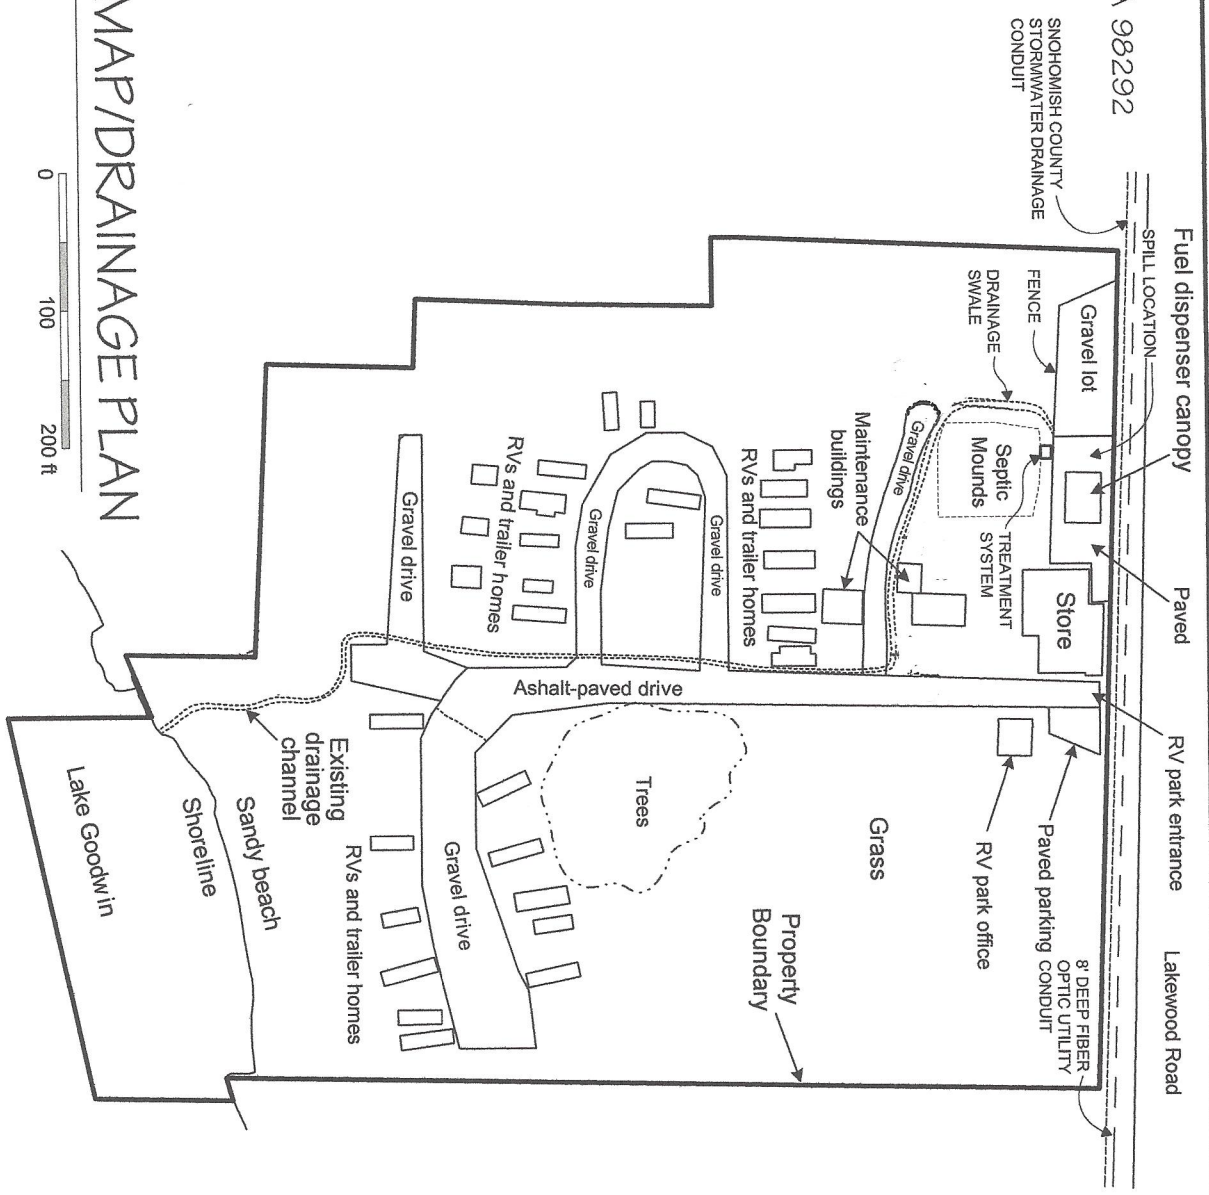 A 98292
MAP/DRAINAGE PLAN
0
100
200 ft
Lakewood Road
SNOHOMISH COUNTY
STORMWATER DRAINAGE
CONDUIT
Fuel dispenser canopy
SPILL LOCATION
Paved
RV park entrance
Paved parking
8' DEEP FIBER
OPTIC UTILITY
CONDUIT
FENCE
Gravel lot
DRAINAGE
SWALE
Septic
Mounds
TREATMENT
SYSTEM
Store
RV park office
Grass
Gravel drive
Maintenance
buildings
RVs and trailer homes
Gravel drive
Gravel drive
RVs and trailer homes
Gravel drive
Ashalt-paved drive
Trees
Property
Boundary
Gravel drive
RVs and trailer homes
Existing
drainage
channel
Sandy beach
Shoreline
Lake Goodwin